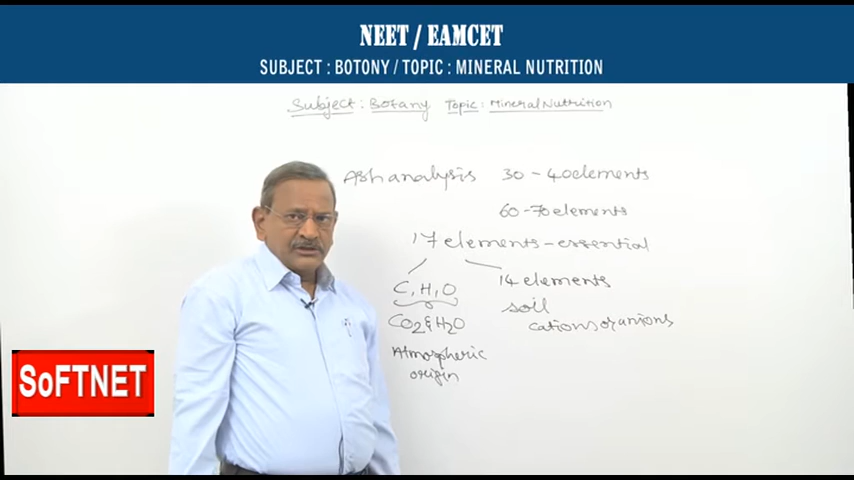 NEET / EAMCET
SUBJECT : BOTONY / TOPIC : MINERAL NUTRITION
Subject : Botany Topic : Mineral Nutrition
Ash analysis 30 - 40 elements
60 - 70 elements
17 elements - essential
C, H, O
14 elements
soil
CO2 & H2O
cations or anions
Atmospheric
origin
SoFTNET